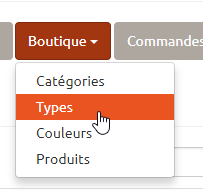 Boutique
Commandes
Catégories
Types
Couleurs
Produits